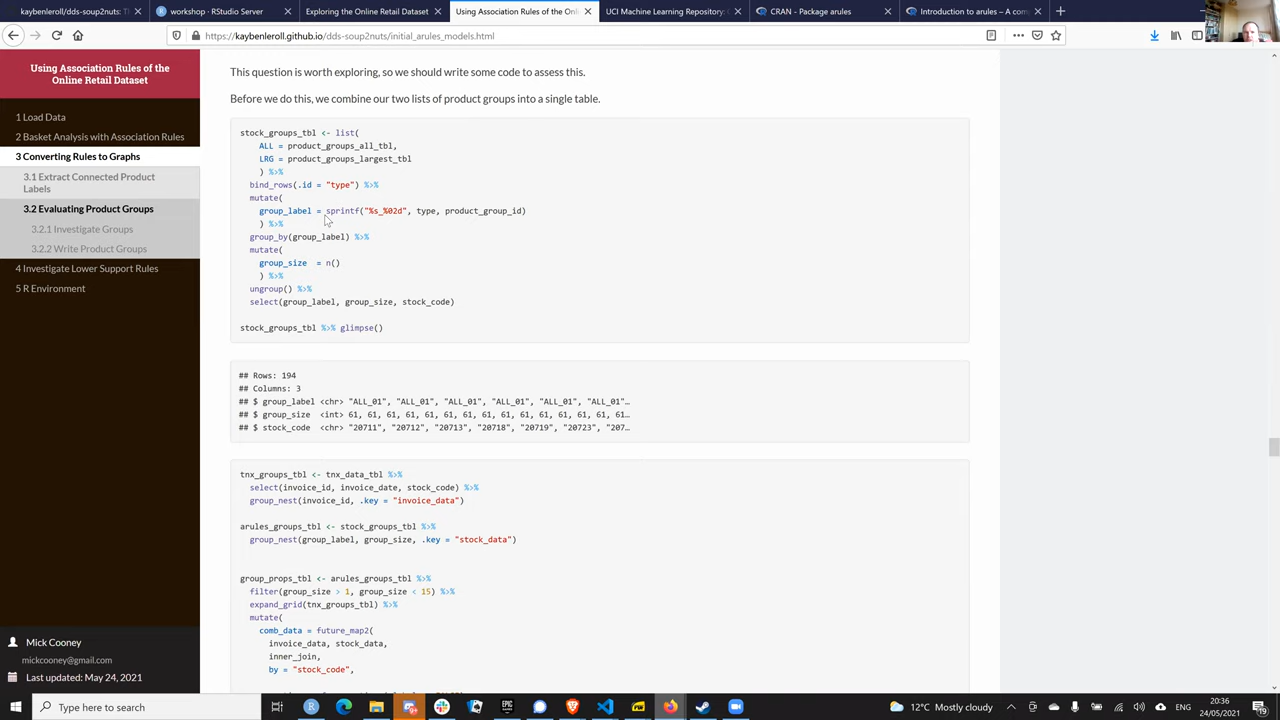 kaybenleroll/dds-soup2nuts: T
workshop - RStudio Server
Exploring the Online Retail Dataset
Using Association Rules of the Onl
UCI Machine Learning Repository:
CRAN - Package arules
Introduction to arules – A com
https://kaybenleroll.github.io/dds-soup2nuts/initial_arules_models.html
Using Association Rules of the
Online Retail Dataset
1 Load Data
2 Basket Analysis with Association Rules
3 Converting Rules to Graphs
3.1 Extract Connected Product
Labels
3.2 Evaluating Product Groups
3.2.1 Investigate Groups
3.2.2 Write Product Groups
4 Investigate Lower Support Rules
5 R Environment
Mick Cooney
mickcooney@gmail.com
Last updated: May 24, 2021
This question is worth exploring, so we should write some code to assess this.
Before we do this, we combine our two lists of product groups into a single table.
stock_groups_tbl <- list(
ALL = product_groups_all_tbl,
LRG = product_groups_largest_tbl
) %>%
bind_rows(.id = "type") %>%
mutate(
group_label = sprintf("%s_%02d", type, product_group_id)
) %>%
group_by(group_label) %>%
mutate(
group_size = n()
) %>%
ungroup() %>%
select(group_label, group_size, stock_code)
stock_groups_tbl %>% glimpse()
## Rows: 194
## Columns: 3
## $ group_label <chr> "ALL_01", "ALL_01", "ALL_01", "ALL_01", "ALL_01", "ALL_01"…
## $ group_size <int> 61, 61, 61, 61, 61, 61, 61, 61, 61, 61, 61, 61, 61, 61, 61…
## $ stock_code <chr> "20711", "20712", "20713", "20718", "20719", "20723", "207…
tnx_groups_tbl <- tnx_data_tbl %>%
select(invoice_id, invoice_date, stock_code) %>%
group_nest(invoice_id, .key = "invoice_data")
arules_groups_tbl <- stock_groups_tbl %>%
group_nest(group_label, group_size, .key = "stock_data")
group_props_tbl <- arules_groups_tbl %>%
filter(group_size > 1, group_size < 15) %>%
expand_grid(tnx_groups_tbl) %>%
mutate(
comb_data = future_map2(
invoice_data, stock_data,
inner_join,
by = "stock_code",
Type here to search
12°C Mostly cloudy
20:36
24/05/2021